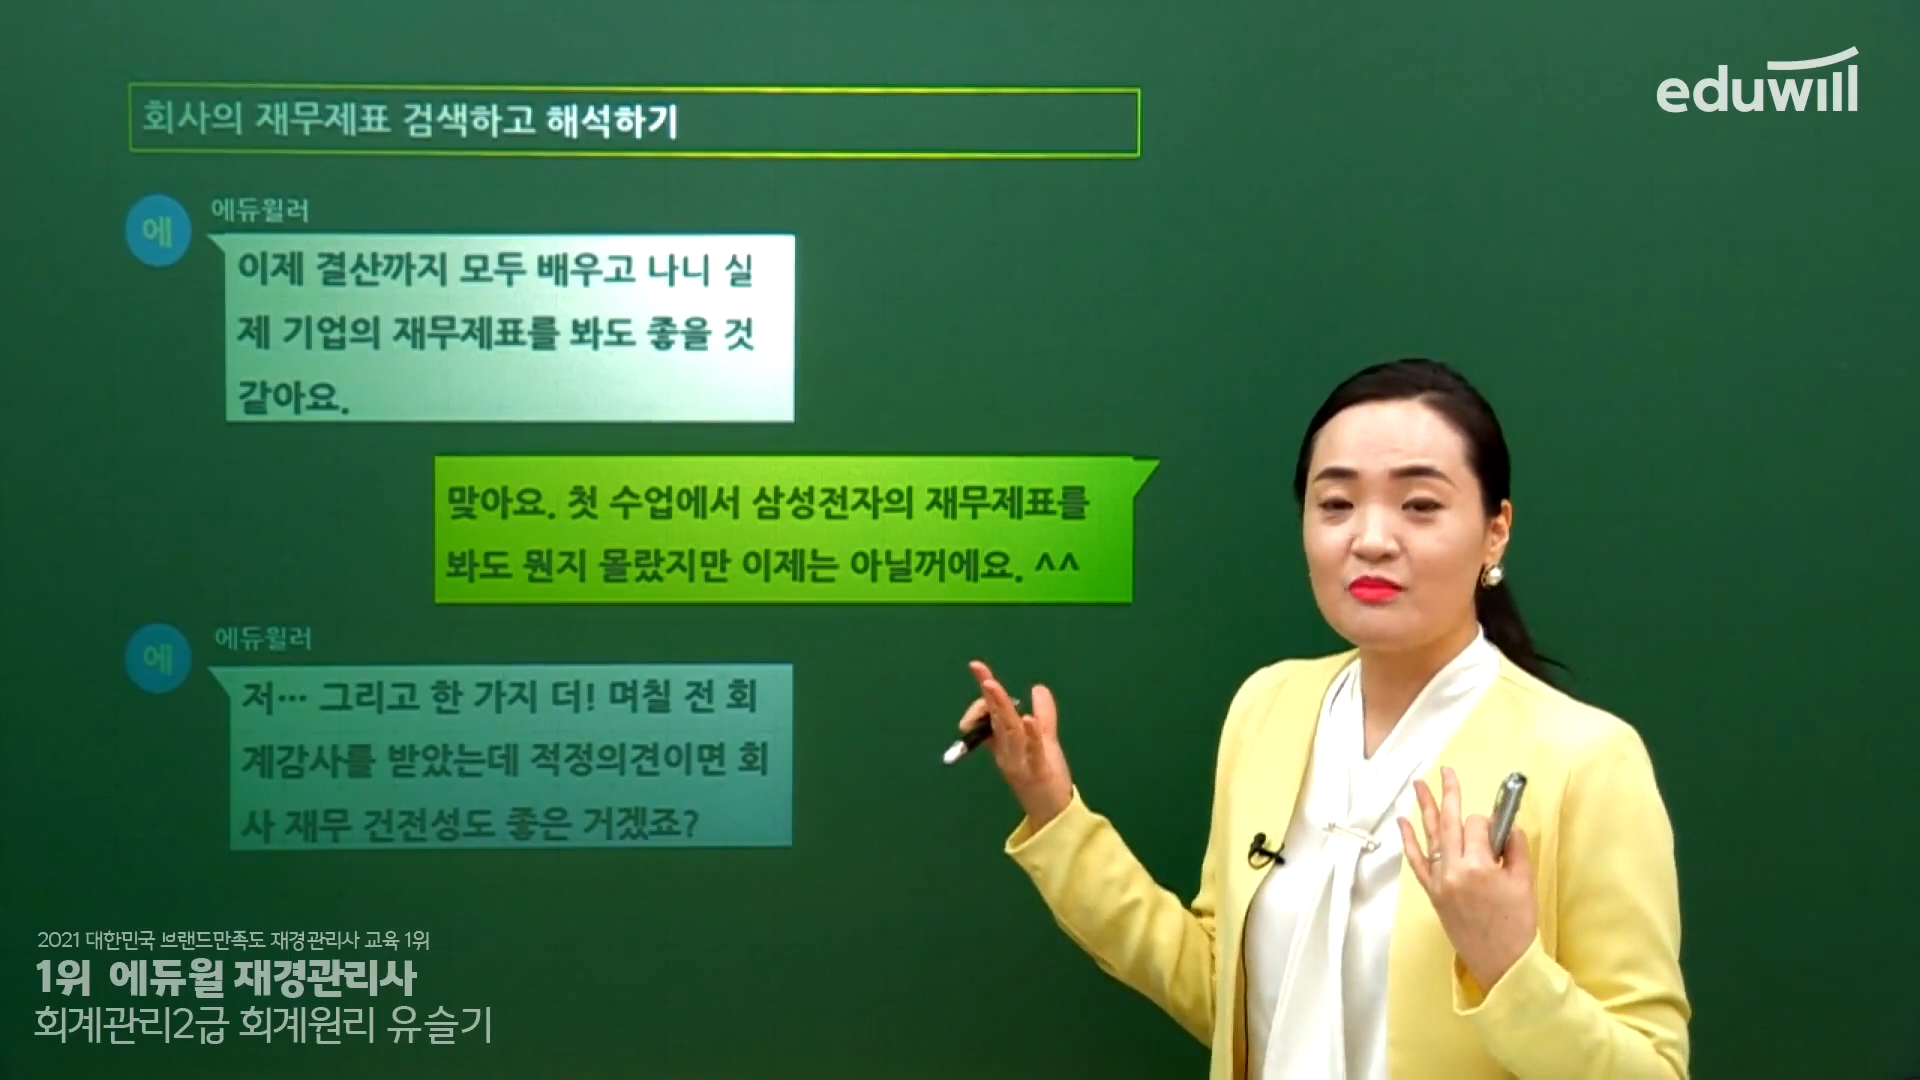 eduwill
회사의 재무제표 검색하고 해석하기
에
에듀윌러
이제 결산까지 모두 배우고 나니 실
제 기업의 재무제표를 봐도 좋을 것
같아요.
맞아요. 첫 수업에서 삼성전자의 재무제표를
봐도 뭔지 몰랐지만 이제는 아닐꺼에요. ^^
에
에듀윌러
저… 그리고 한 가지 더! 며칠 전 회
계감사를 받았는데 적정의견이면 회
사 재무 건전성도 좋은 거겠죠?
2021 대한민국 브랜드만족도 재경관리사 교육 1위
1위 에듀윌 재경관리사
회계관리2급 회계원리 유슬기